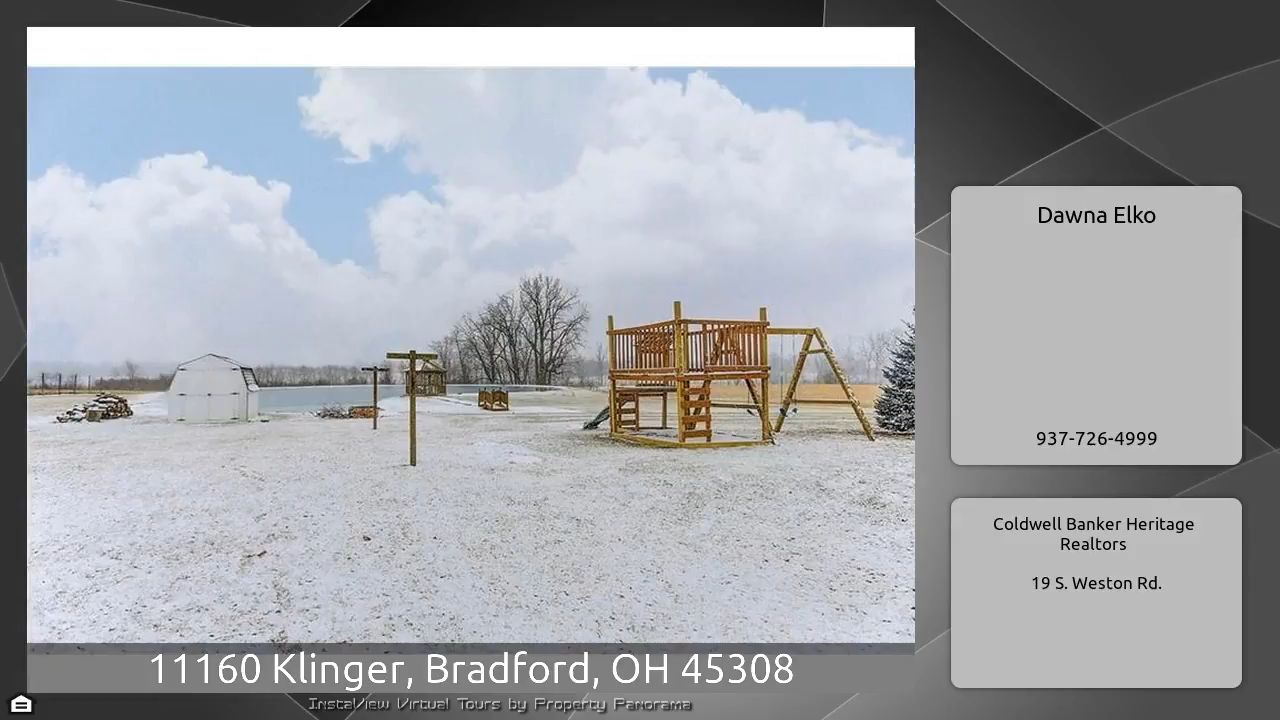 Dawna Elko
937-726-4999
Coldwell Banker Heritage
Realtors
19 S. Weston Rd.
11160 Klinger, Bradford, OH 45308
InstaView Virtual Tours by Property Panorama